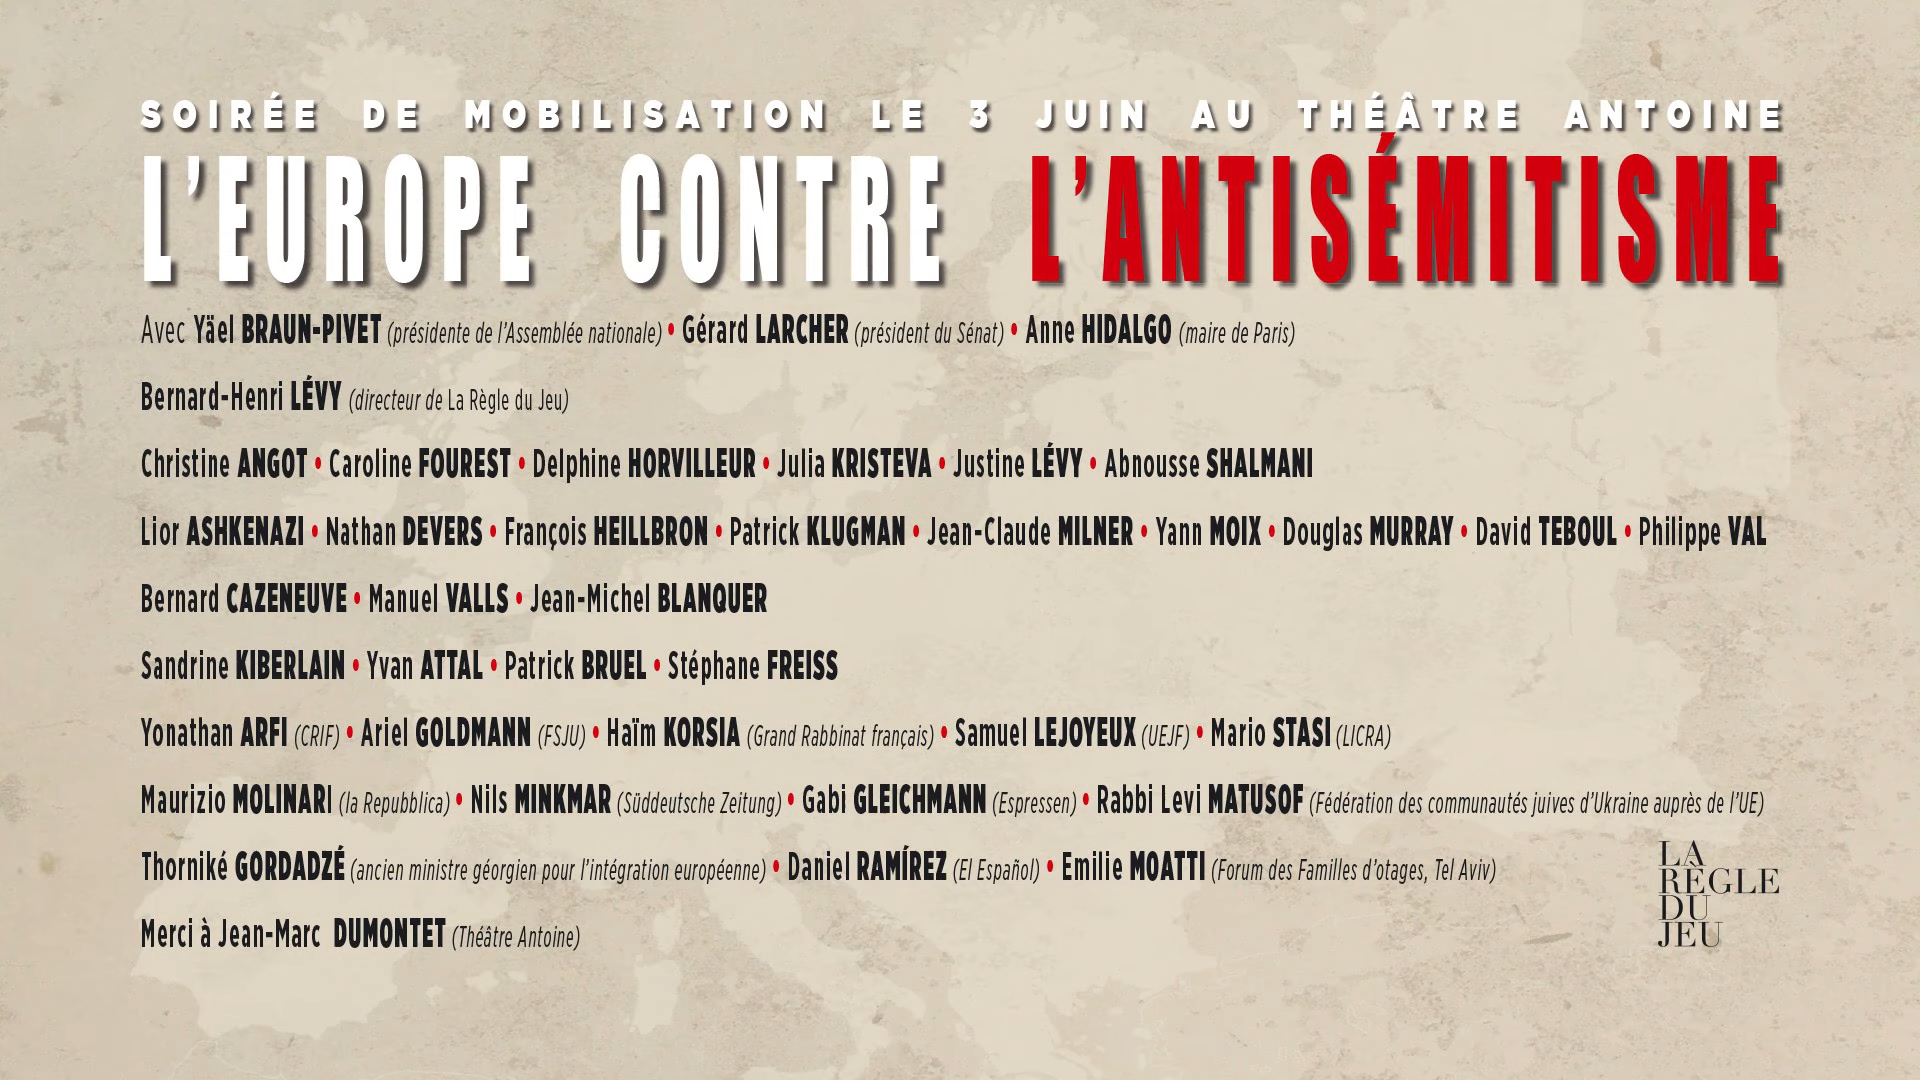 SOIRÉE DE MOBILISATION LE 3 JUIN AU THÉÂTRE ANTOINE
L'EUROPE CONTRE L'ANTISÉMITISME
Avec Yäel BRAUN-PIVET (présidente de l'Assemblée nationale) • Gérard LARCHER (président du Sénat) • Anne HIDALGO (maire de Paris)
Bernard-Henri LÉVY (directeur de La Règle du Jeu)
Christine ANGOT • Caroline FOUREST • Delphine HORVILLEUR • Julia KRISTEVA • Justine LÉVY • Abnousse SHALMANI
Lior ASHKENAZI • Nathan DEVERS • François HEILLBRON • Patrick KLUGMAN • Jean-Claude MILNER • Yann MOIX • Douglas MURRAY • David TEBOUL • Philippe VAL
Bernard CAZENEUVE • Manuel VALLS • Jean-Michel BLANQUER
Sandrine KIBERLAIN • Yvan ATTAL • Patrick BRUEL • Stéphane FREISS
Yonathan ARFI (CRIF) • Ariel GOLDMANN (FSJU) • Haïm KORSIA (Grand Rabbinat français) • Samuel LEJOYEUX (UEJF) • Mario STASI (LICRA)
Maurizio MOLINARI (la Repubblica) • Nils MINKMAR (Süddeutsche Zeitung) • Gabi GLEICHMANN (Espressen) • Rabbi Levi MATUSOF (Fédération des communautés juives d'Ukraine auprès de l'UE)
Thorniké GORDADZÉ (ancien ministre géorgien pour l'intégration européenne) • Daniel RAMÍREZ (El Español) • Emilie MOATTI (Forum des Familles d'otages, Tel Aviv)
Merci à Jean-Marc DUMONTET (Théâtre Antoine)
LA
RÈGLE
DU
JEU